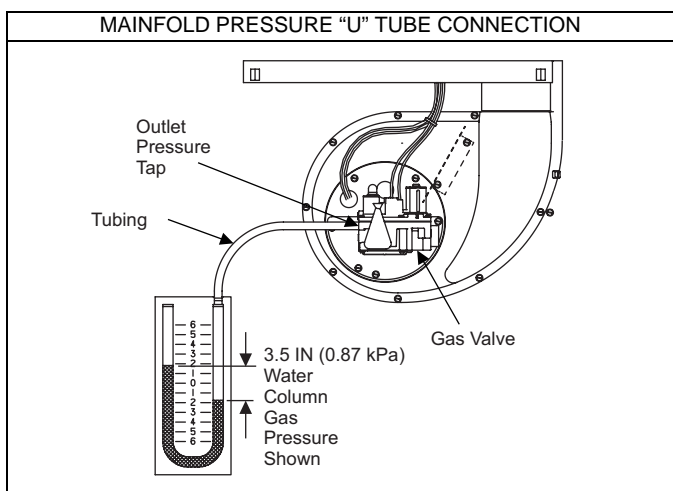 MAINFOLD PRESSURE “U” TUBE CONNECTION
Outlet
Pressure
Tap
Tubing
Gas Valve
6
5
4
3
2
1
0
1
2
3
4
5
6
3.5 IN (0.87 kPa)
Water
Column
Gas
Pressure
Shown